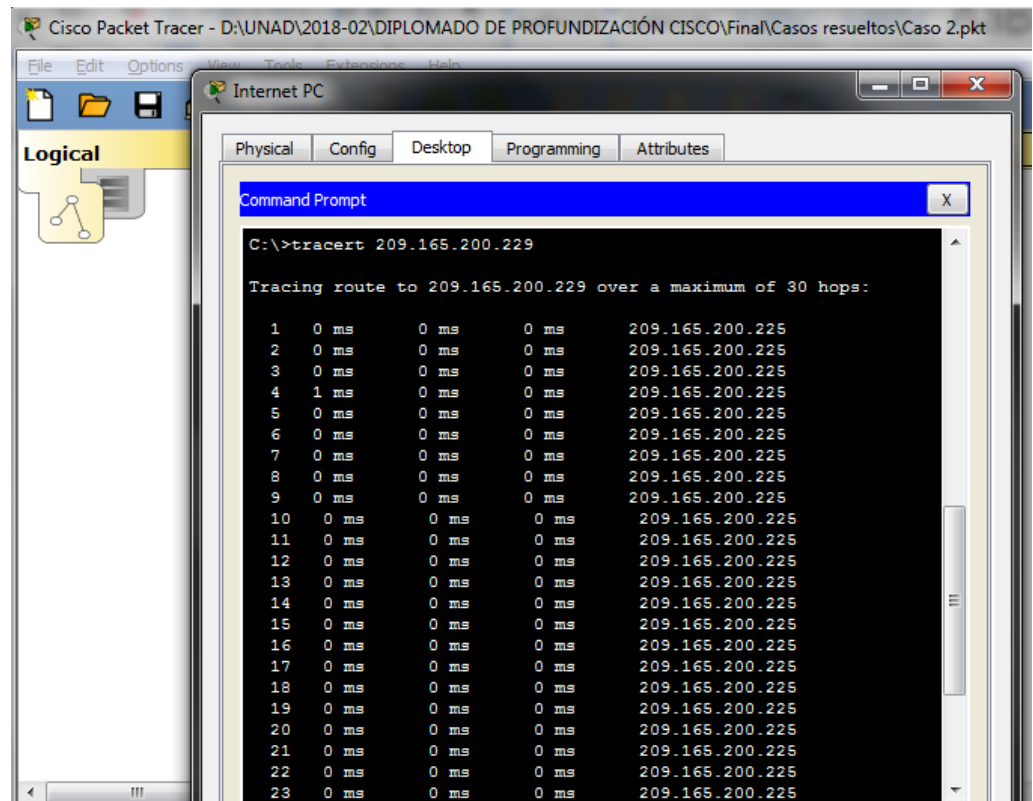 Cisco Packet Tracer - D:\UNAD\2018-02\DIPLOMADO DE PROFUNDIZACIÓN CISCO\Final\Casos resueltos\Caso 2.pkt
File Edit Options View Tools Extensions Help
Internet PC
Logical
Physical Config Desktop Programming Attributes
Command Prompt X
C:\>tracert 209.165.200.229
Tracing route to 209.165.200.229 over a maximum of 30 hops:
1 0 ms 0 ms 0 ms 209.165.200.225
2 0 ms 0 ms 0 ms 209.165.200.225
3 0 ms 0 ms 0 ms 209.165.200.225
4 1 ms 0 ms 0 ms 209.165.200.225
5 0 ms 0 ms 0 ms 209.165.200.225
6 0 ms 0 ms 0 ms 209.165.200.225
7 0 ms 0 ms 0 ms 209.165.200.225
8 0 ms 0 ms 0 ms 209.165.200.225
9 0 ms 0 ms 0 ms 209.165.200.225
10 0 ms 0 ms 0 ms 209.165.200.225
11 0 ms 0 ms 0 ms 209.165.200.225
12 0 ms 0 ms 0 ms 209.165.200.225
13 0 ms 0 ms 0 ms 209.165.200.225
14 0 ms 0 ms 0 ms 209.165.200.225
15 0 ms 0 ms 0 ms 209.165.200.225
16 0 ms 0 ms 0 ms 209.165.200.225
17 0 ms 0 ms 0 ms 209.165.200.225
18 0 ms 0 ms 0 ms 209.165.200.225
19 0 ms 0 ms 0 ms 209.165.200.225
20 0 ms 0 ms 0 ms 209.165.200.225
21 0 ms 0 ms 0 ms 209.165.200.225
22 0 ms 0 ms 0 ms 209.165.200.225
23 0 ms 0 ms 0 ms 209.165.200.225